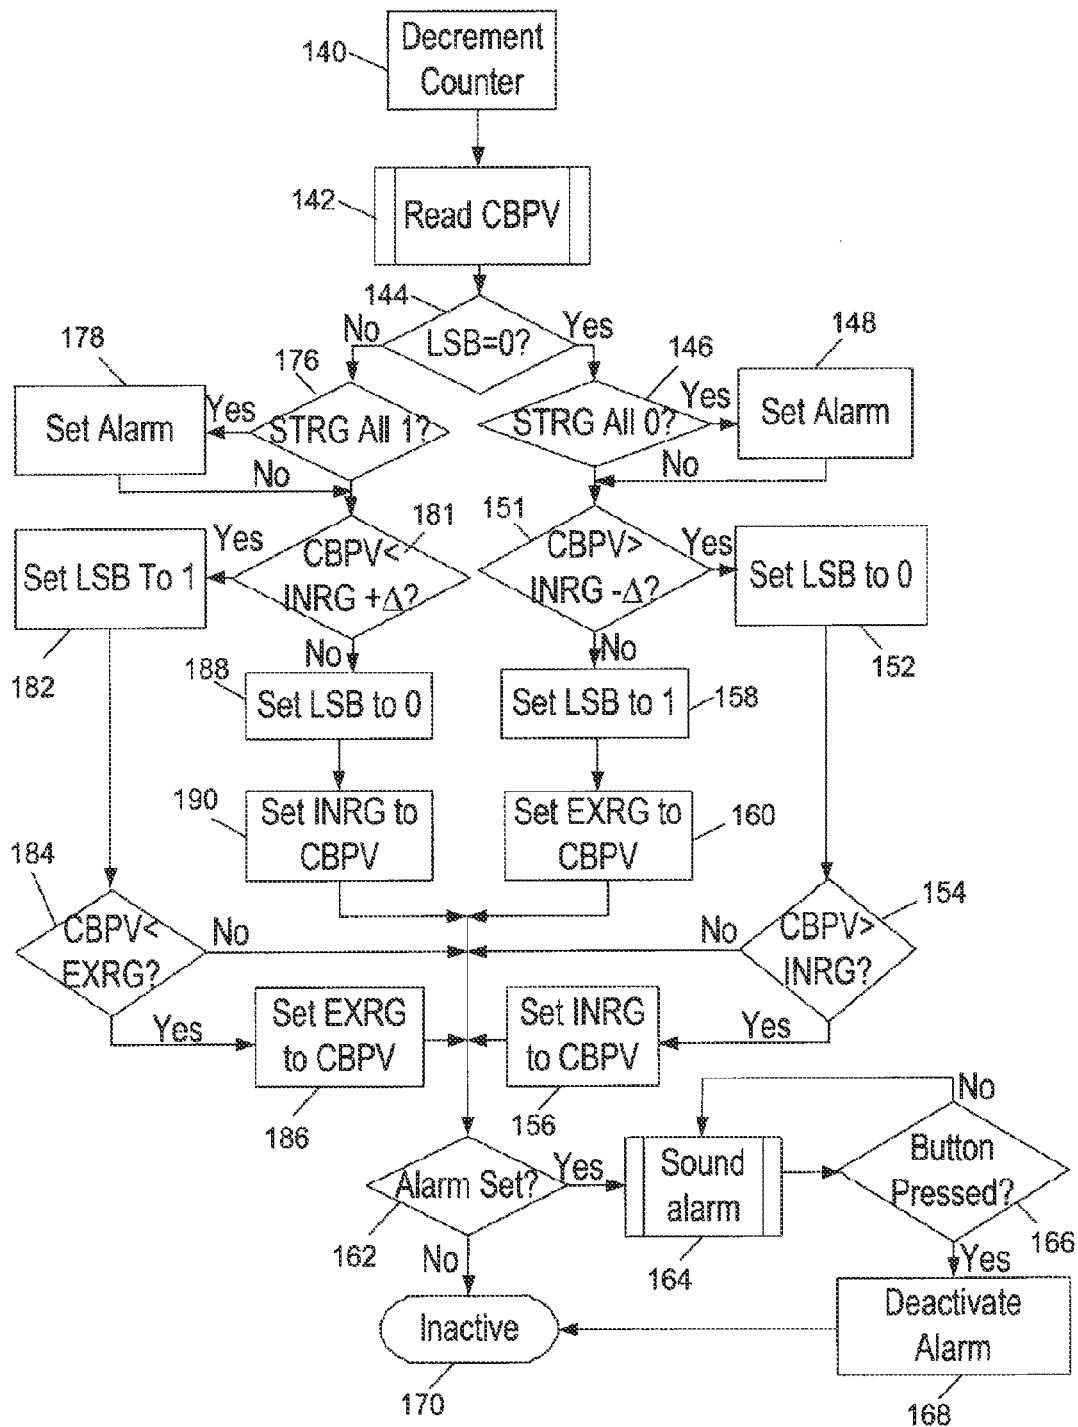 140
Decrement
Counter
142
Read CBPV
144
No
LSB=0?
Yes
178
176
146
148
Set Alarm
Yes
STRG All 1?
STRG All 0?
Yes
Set Alarm
No
No
Yes
CBPV<
INRG +Δ?
181
151
CBPV>
INRG -Δ?
Yes
Set LSB To 1
Set LSB to 0
182
No
No
152
188
Set LSB to 0
Set LSB to 1
158
190
Set INRG to
CBPV
Set EXRG to
CBPV
160
184
CBPV<
EXRG?
No
No
CBPV>
INRG?
154
Yes
Set EXRG
to CBPV
Set INRG
to CBPV
Yes
186
156
No
Alarm Set?
Yes
Sound
alarm
Button
Pressed?
162
164
166
No
Yes
Inactive
Deactivate
Alarm
170
168